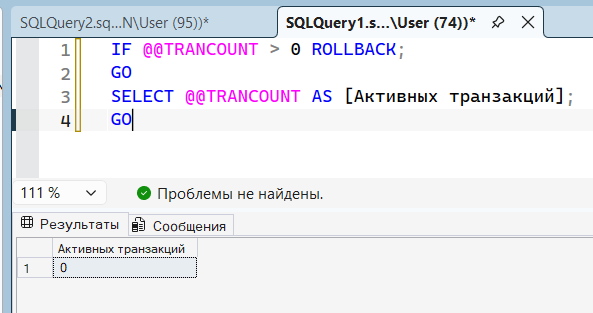 SQLQuery2.sq...N\User (95))*
SQLQuery1.s...\User (74))*
1 IF @@TRANCOUNT > 0 ROLLBACK;
2 GO
3 SELECT @@TRANCOUNT AS [Активных транзакций];
4 GO
111 %
Проблемы не найдены.
Результаты
Сообщения
Активных транзакций
1 0